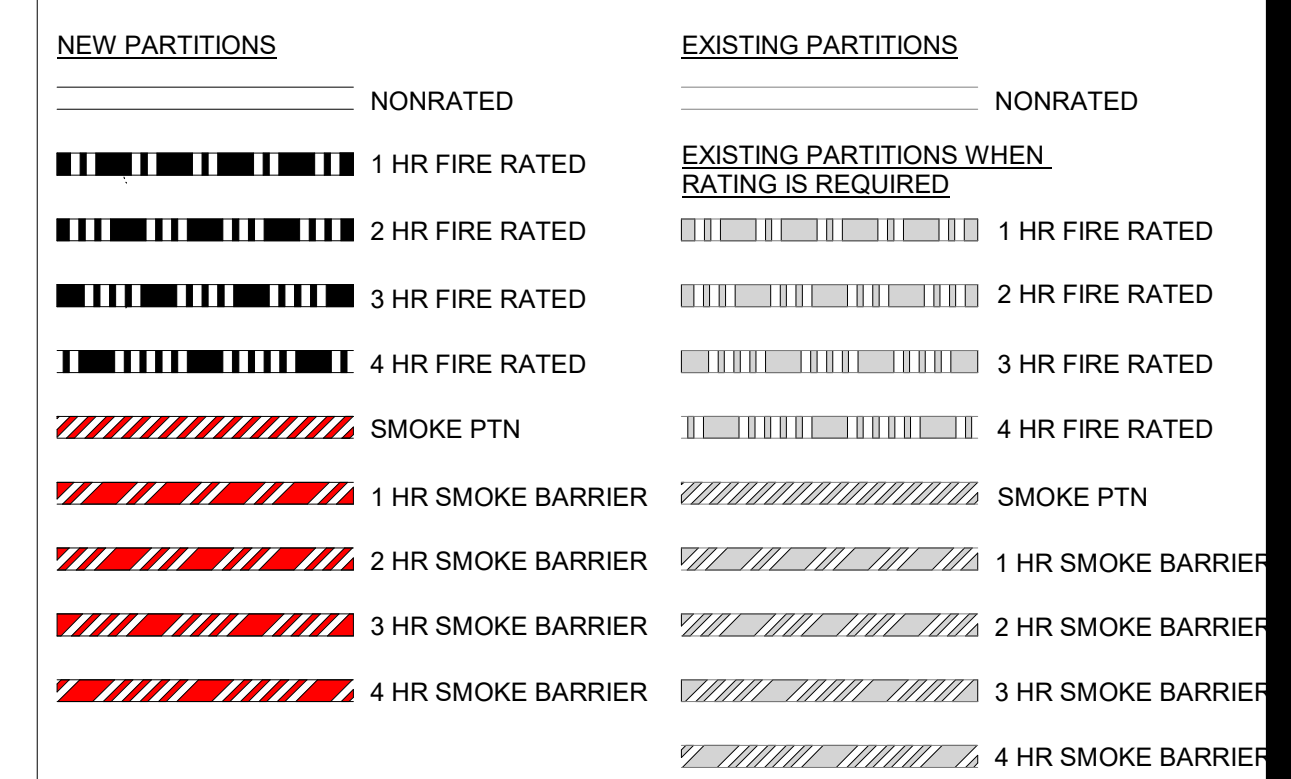 NEW PARTITIONS
NONRATED
1 HR FIRE RATED
2 HR FIRE RATED
3 HR FIRE RATED
4 HR FIRE RATED
SMOKE PTN
1 HR SMOKE BARRIER
2 HR SMOKE BARRIER
3 HR SMOKE BARRIER
4 HR SMOKE BARRIER
EXISTING PARTITIONS
NONRATED
EXISTING PARTITIONS WHEN
RATING IS REQUIRED
1 HR FIRE RATED
2 HR FIRE RATED
3 HR FIRE RATED
4 HR FIRE RATED
SMOKE PTN
1 HR SMOKE BARRIER
2 HR SMOKE BARRIER
3 HR SMOKE BARRIER
4 HR SMOKE BARRIER